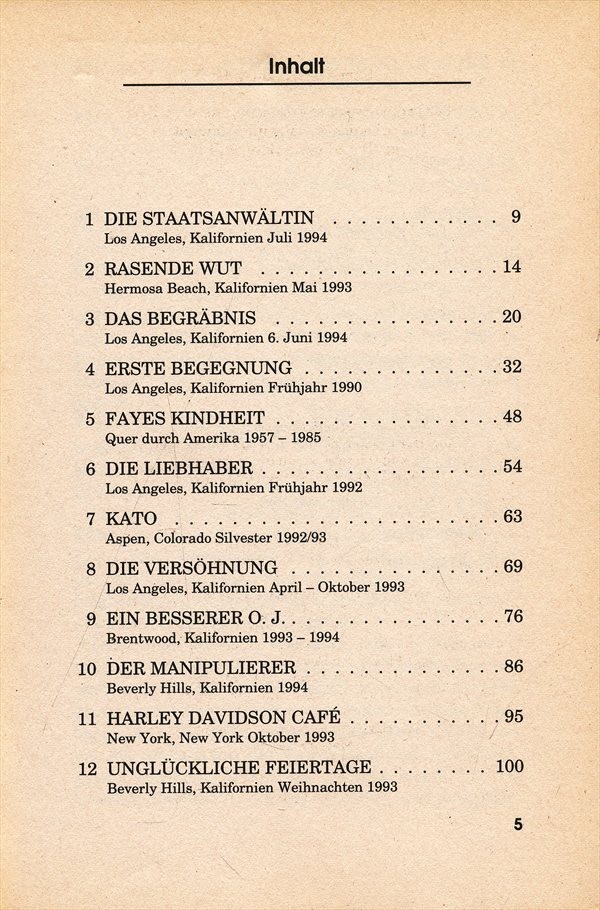 Inhalt
1 DIE STAATSANWÄLTIN . . . . . . . . . . . . 9
Los Angeles, Kalifornien Juli 1994
2 RASENDE WUT . . . . . . . . . . . . . . . . . 14
Hermosa Beach, Kalifornien Mai 1993
3 DAS BEGRÄBNIS . . . . . . . . . . . . . . . . 20
Los Angeles, Kalifornien 6. Juni 1994
4 ERSTE BEGEGNUNG . . . . . . . . . . . . . . 32
Los Angeles, Kalifornien Frühjahr 1990
5 FAYES KINDHEIT . . . . . . . . . . . . . . . . 48
Quer durch Amerika 1957 – 1985
6 DIE LIEBHABER . . . . . . . . . . . . . . . . . 54
Los Angeles, Kalifornien Frühjahr 1992
7 KATO . . . . . . . . . . . . . . . . . . . . . . . 63
Aspen, Colorado Silvester 1992/93
8 DIE VERSÖHNUNG . . . . . . . . . . . . . . . 69
Los Angeles, Kalifornien April – Oktober 1993
9 EIN BESSERER O. J. . . . . . . . . . . . . . . . 76
Brentwood, Kalifornien 1993 – 1994
10 DER MANIPULIERER . . . . . . . . . . . . . . 86
Beverly Hills, Kalifornien 1994
11 HARLEY DAVIDSON CAFÉ . . . . . . . . . . . 95
New York, New York Oktober 1993
12 UNGLÜCKLICHE FEIERTAGE . . . . . . . . 100
Beverly Hills, Kalifornien Weihnachten 1993
5